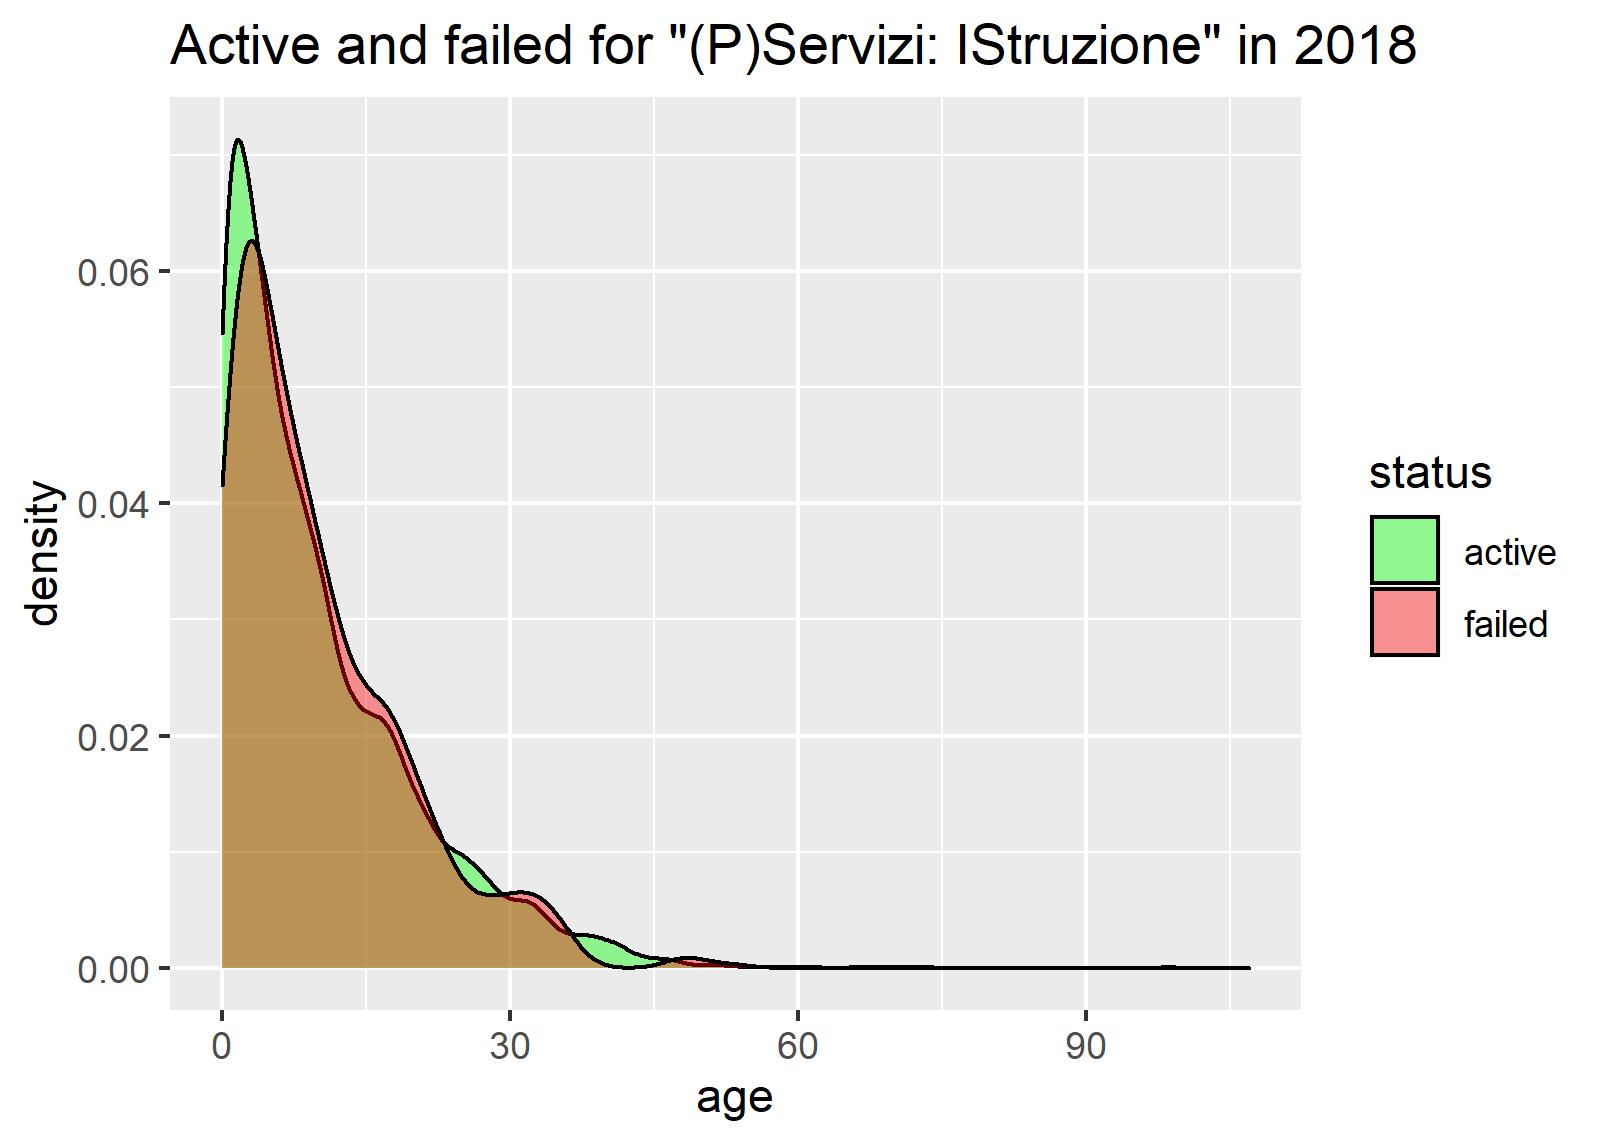 Active and failed for "(P)Servizi: IStruzione" in 2018
density
0.06
0.04
0.02
0.00
0
30
60
90
age
status
active
failed